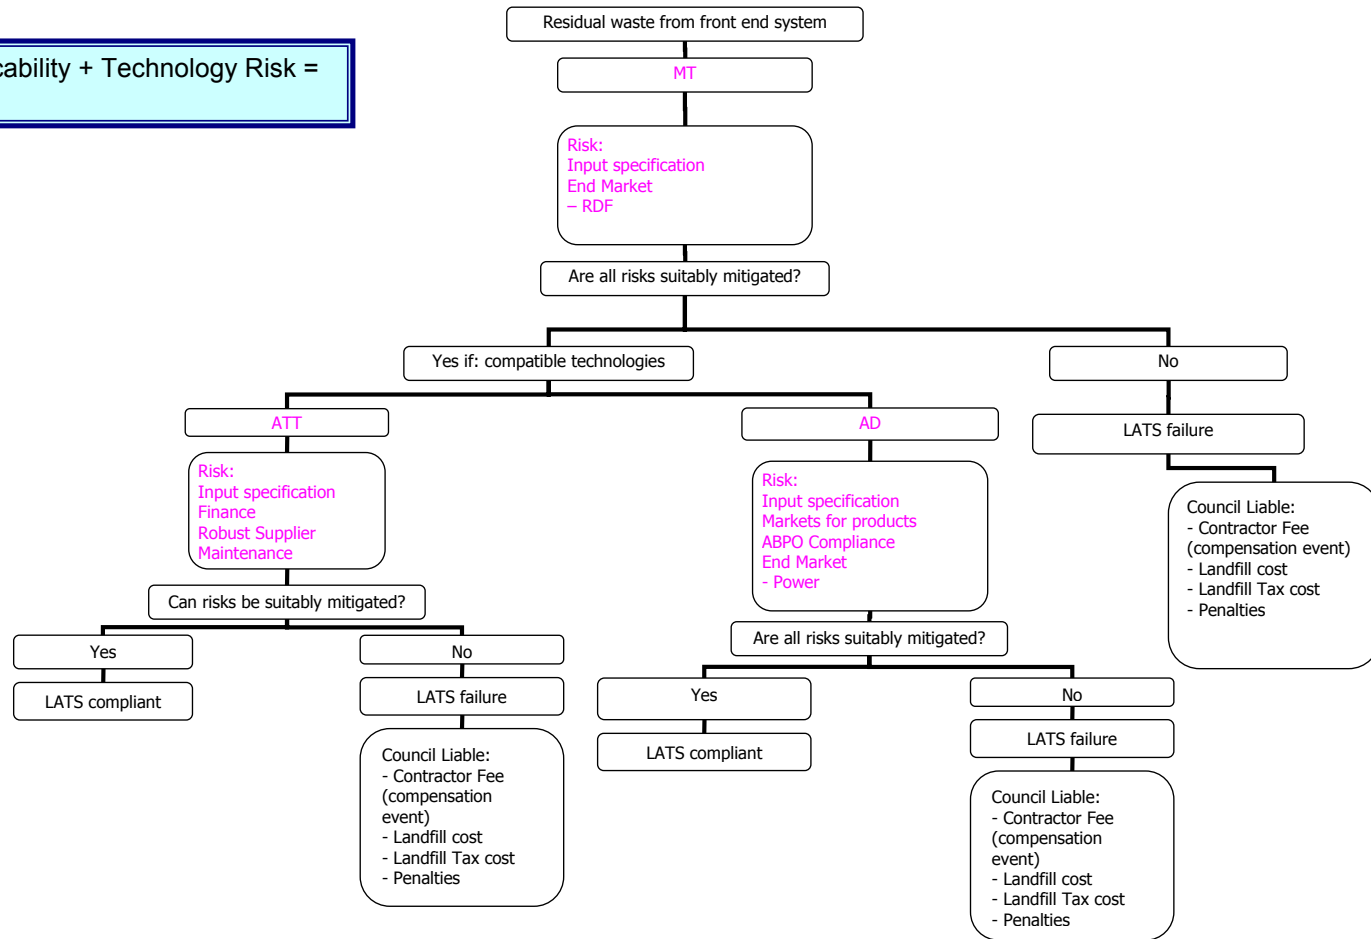 Residual waste from front end system
+ Technology Risk =
MT
Risk:
Input specification
End Market
– RDF
Are all risks suitably mitigated?
Yes if: compatible technologies
No
ATT
AD
LATS failure
Risk:
Input specification
Finance
Robust Supplier
Maintenance
Risk:
Input specification
Markets for products
ABPO Compliance
End Market
- Power
Council Liable:
- Contractor Fee
(compensation event)
- Landfill cost
- Landfill Tax cost
- Penalties
Can risks be suitably mitigated?
Are all risks suitably mitigated?
Yes
No
LATS compliant
LATS failure
Yes
No
LATS compliant
LATS failure
Council Liable:
- Contractor Fee
(compensation
event)
- Landfill cost
- Landfill Tax cost
- Penalties
Council Liable:
- Contractor Fee
(compensation
event)
- Landfill cost
- Landfill Tax cost
- Penalties